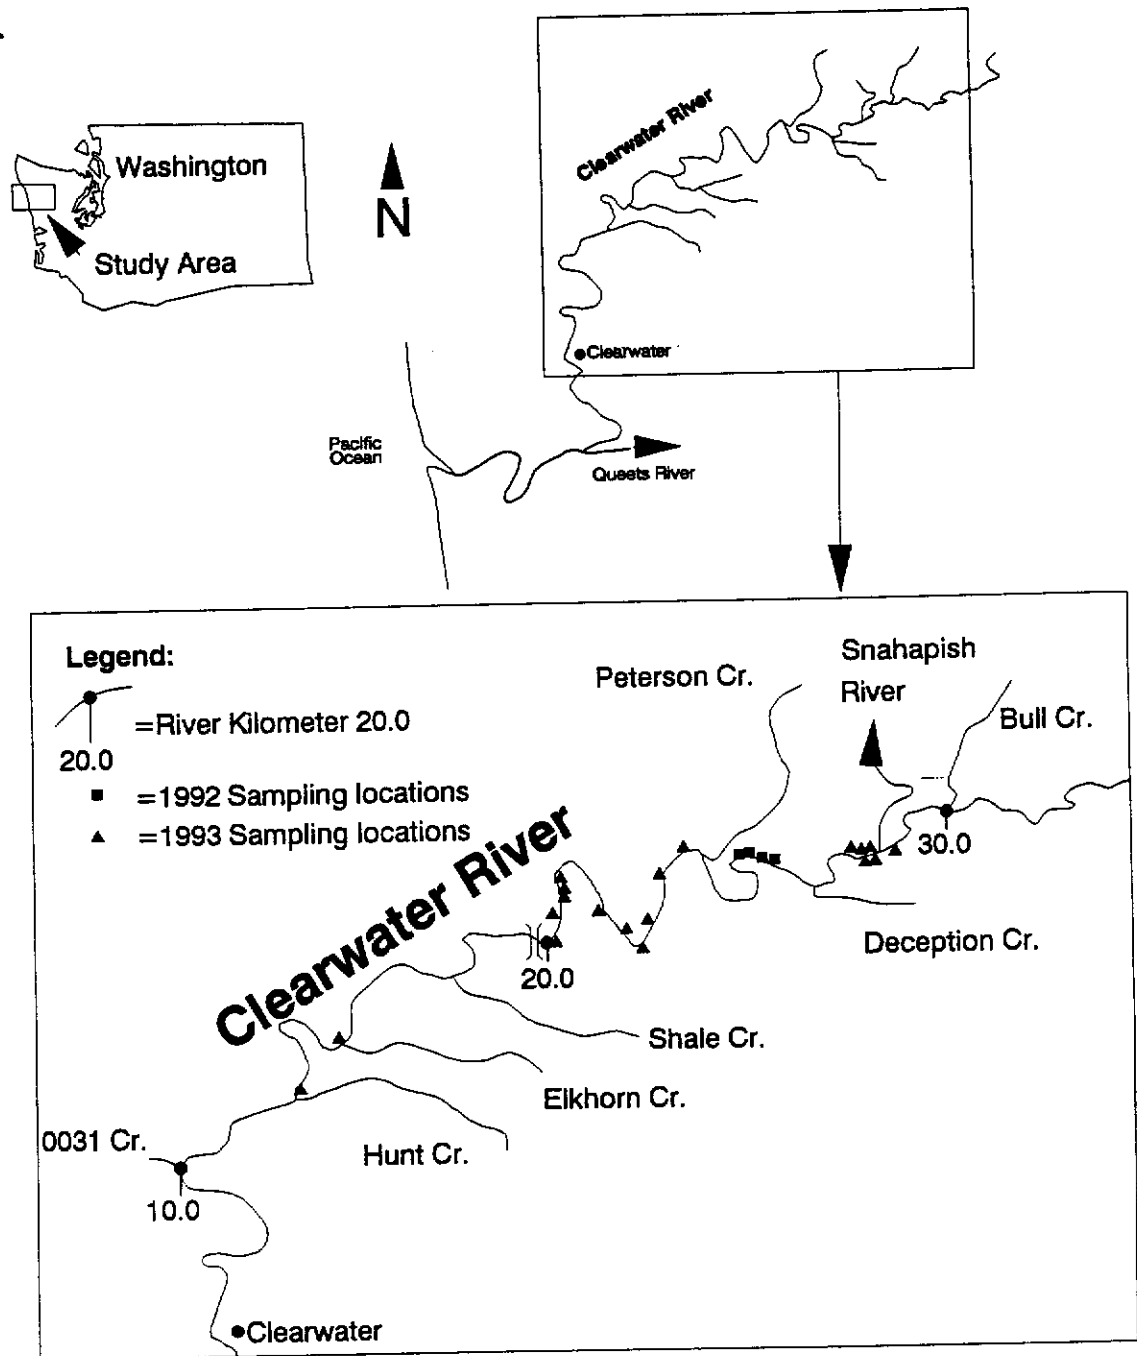 Washington
Study Area
N
Clearwater River
Clearwater
Pacific
Ocean
Queets River
Legend:
=River Kilometer 20.0
20.0
=1992 Sampling locations
=1993 Sampling locations
Peterson Cr.
Snahapish
River
Bull Cr.
30.0
Clearwater River
Deception Cr.
20.0
Shale Cr.
Elkhorn Cr.
Hunt Cr.
0031 Cr.
10.0
Clearwater